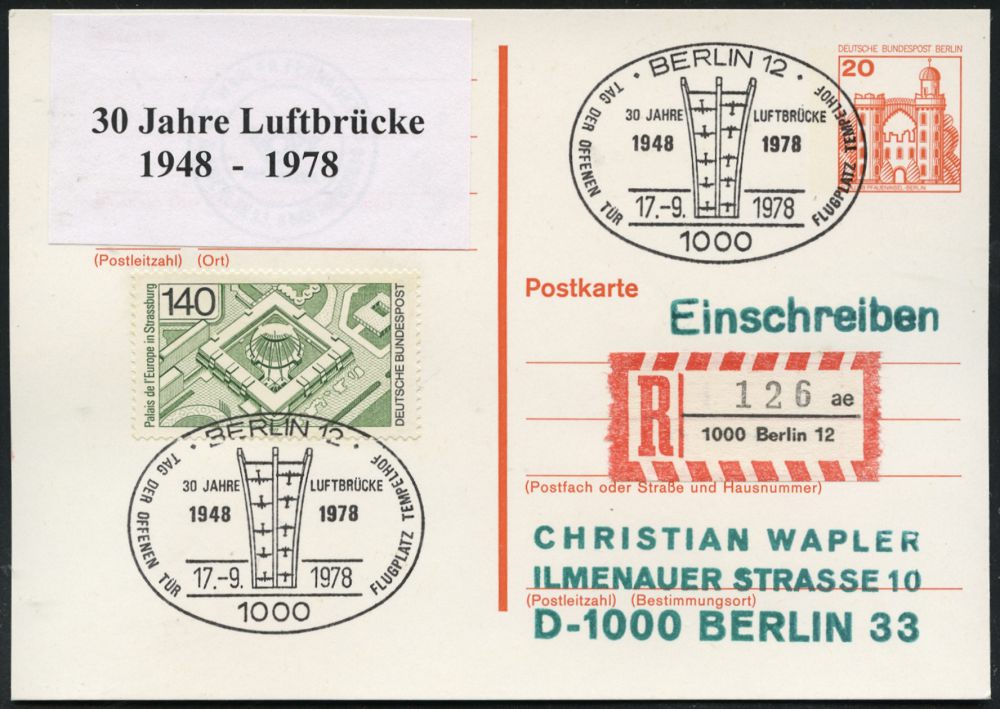 30 Jahre Luftbrücke
1948 - 1978
(Postleitzahl) (Ort)
140
Palais de l'Europe in Strassburg
DEUTSCHE BUNDESPOST
· BERLIN 12 ·
TAG DER OFFENEN TÜR
FLUGPLATZ TEMPELHOF
30 JAHRE LUFTBRÜCKE
1948 1978
17.-9. 1978
1000
· BERLIN 12 ·
TAG DER OFFENEN TÜR
FLUGPLATZ TEMPELHOF
30 JAHRE LUFTBRÜCKE
1948 1978
17.-9. 1978
1000
DEUTSCHE BUNDESPOST BERLIN
20
PFAUENINSEL-BERLIN
Postkarte
Einschreiben
R 126 ae
1000 Berlin 12
(Postfach oder Straße und Hausnummer)
CHRISTIAN WAPLER
ILMENAUER STRASSE 10
(Postleitzahl) (Bestimmungsort)
D-1000 BERLIN 33